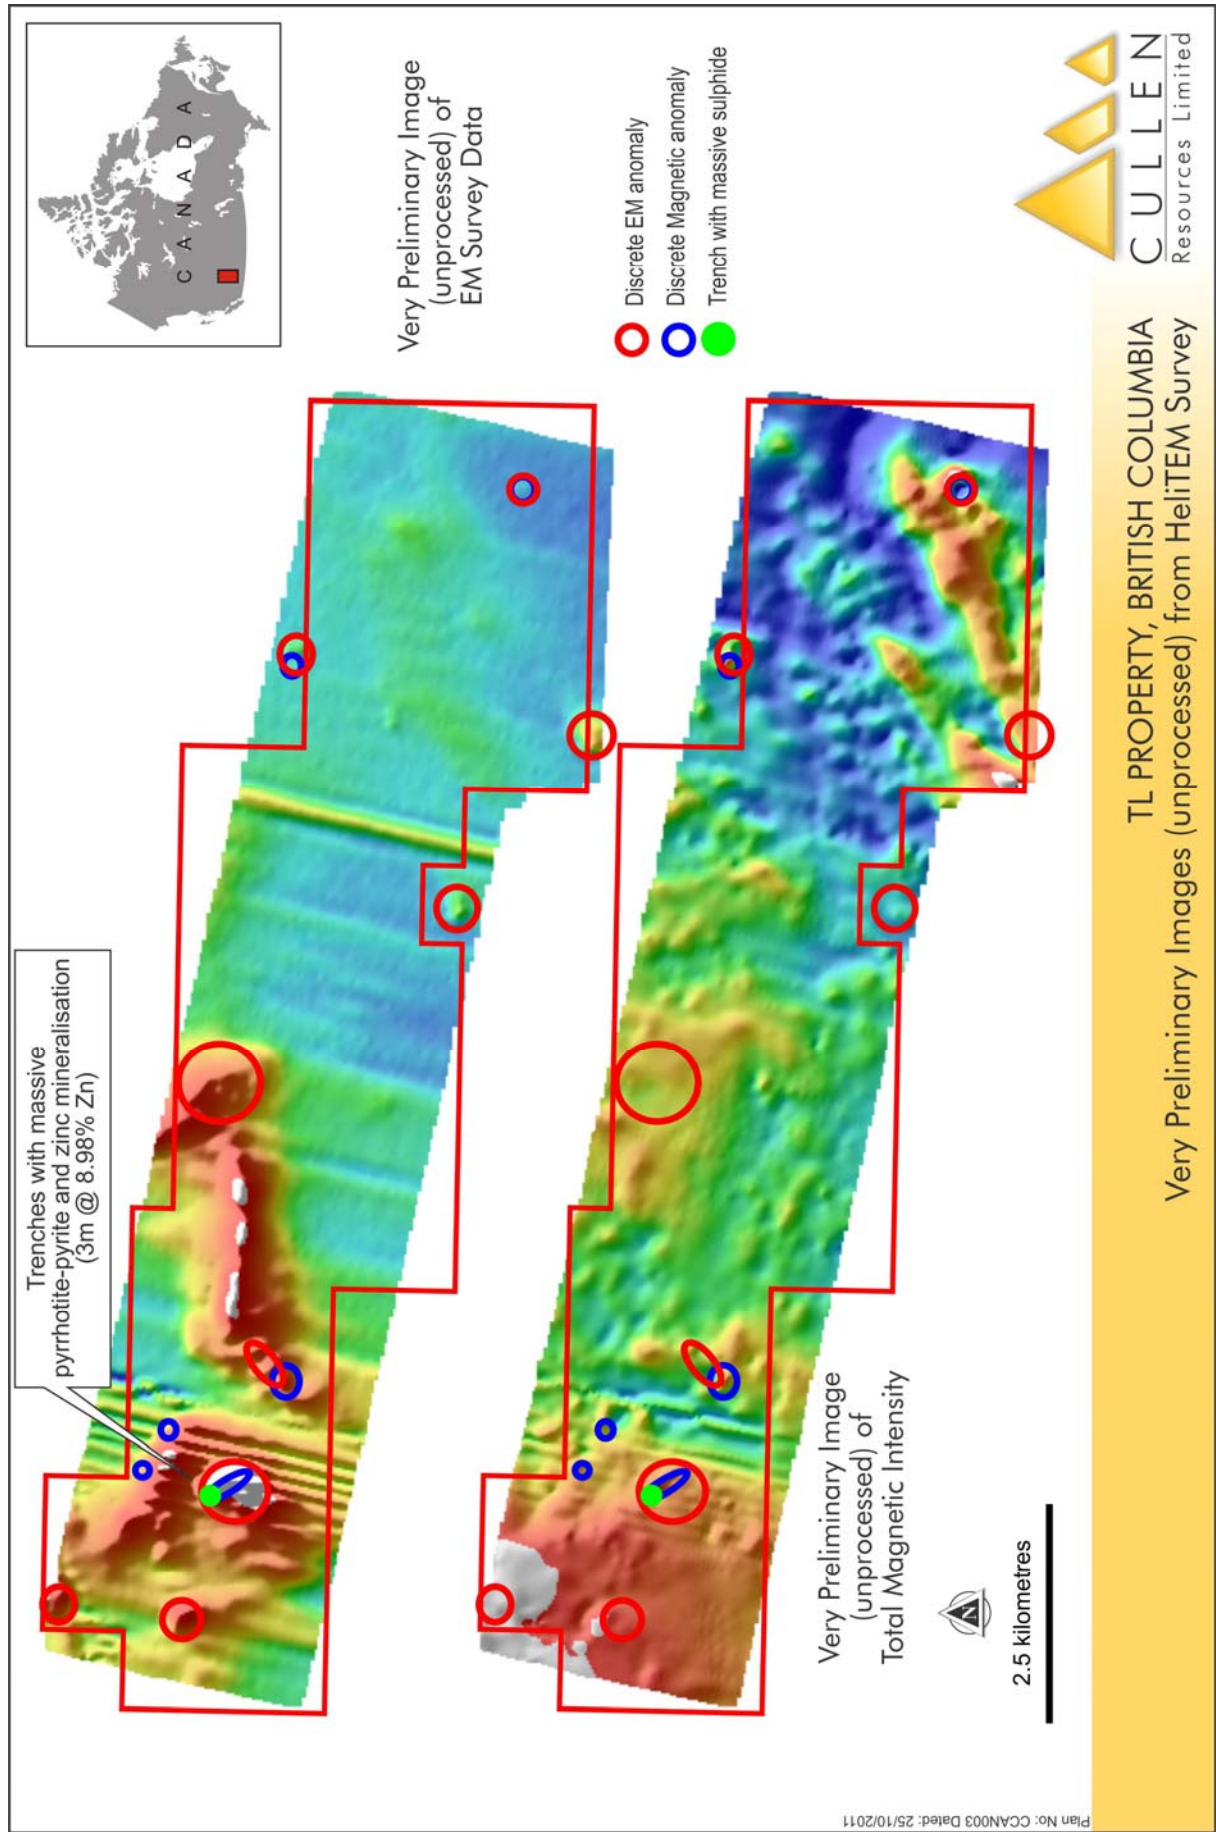 CANADA
Trenches with massive
pyrrhotite-pyrite and zinc mineralisation
(3m @ 8.98% Zn)
Very Preliminary Image
(unprocessed) of
EM Survey Data
Discrete EM anomaly
Discrete Magnetic anomaly
Trench with massive sulphide
Very Preliminary Image
(unprocessed) of
Total Magnetic Intensity
N
2.5 kilometres
TL PROPERTY, BRITISH COLUMBIA
Very Preliminary Images (unprocessed) from HeliTEM Survey
CULLEN
Resources Limited
Plan No: CCAN003 Dated: 25/10/2011